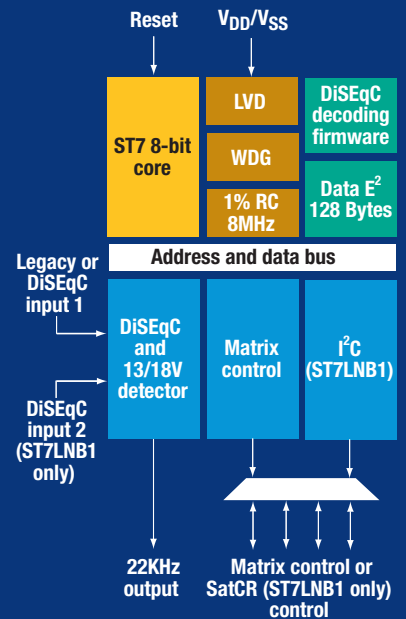 Reset
VDD/VSS
ST7 8-bit
core
LVD
WDG
1% RC
8MHz
DiSEqC
decoding
firmware
Data E²
128 Bytes
Address and data bus
Legacy or
DiSEqC
input 1
DiSEqC
input 2
(ST7LNB1
only)
DiSEqC
and
13/18V
detector
Matrix
control
I²C
(ST7LNB1)
22KHz
output
Matrix control or
SatCR (ST7LNB1 only)
control